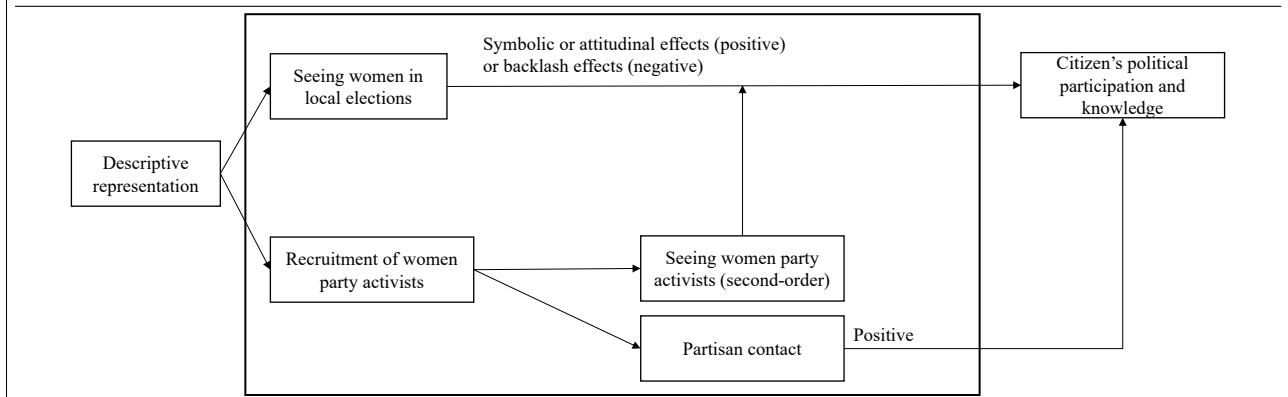 Symbolic or attitudinal effects (positive)
or backlash effects (negative)
Seeing women in
local elections
Citizen's political
participation and
knowledge
Descriptive
representation
Recruitment of women
party activists
Seeing women party
activists (second-order)
Partisan contact
Positive